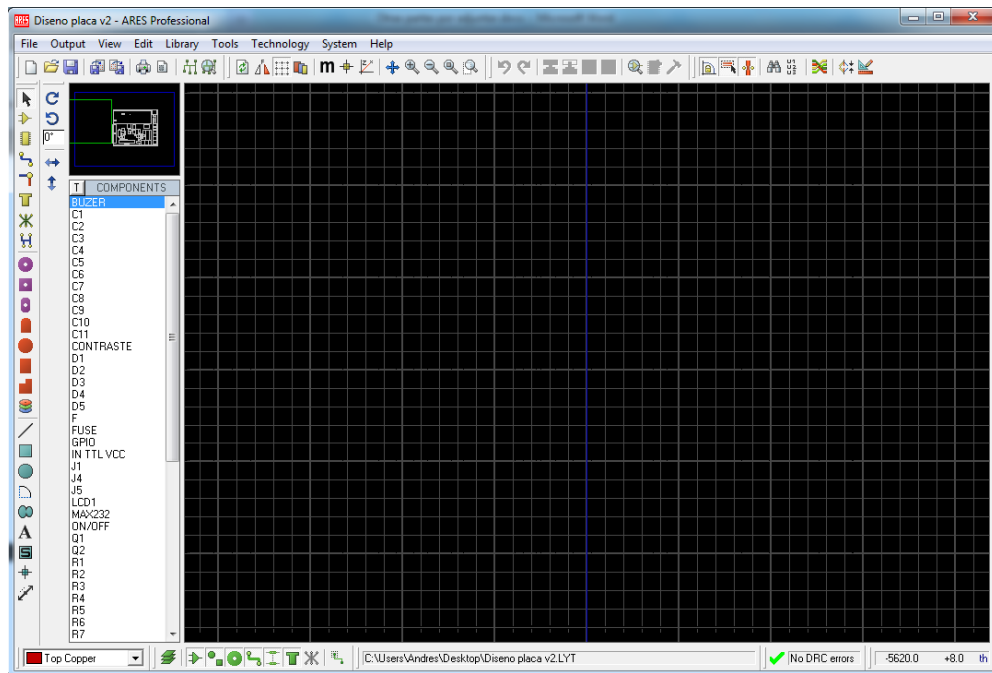 ARES Diseno placa v2 - ARES Professional
File Output View Edit Library Tools Technology System Help
m
0°
T COMPONENTS
BUZER
C1
C2
C3
C4
C5
C6
C7
C8
C9
C10
C11
CONTRASTE
D1
D2
D3
D4
D5
F
FUSE
GPIO
IN TTL VCC
J1
J4
J5
LCD1
MAX232
ON/OFF
Q1
Q2
R1
R2
R3
R4
R5
R6
R7
A
S
Top Copper C:\Users\Andres\Desktop\Diseno placa v2.LYT No DRC errors -5620.0 +8.0 th